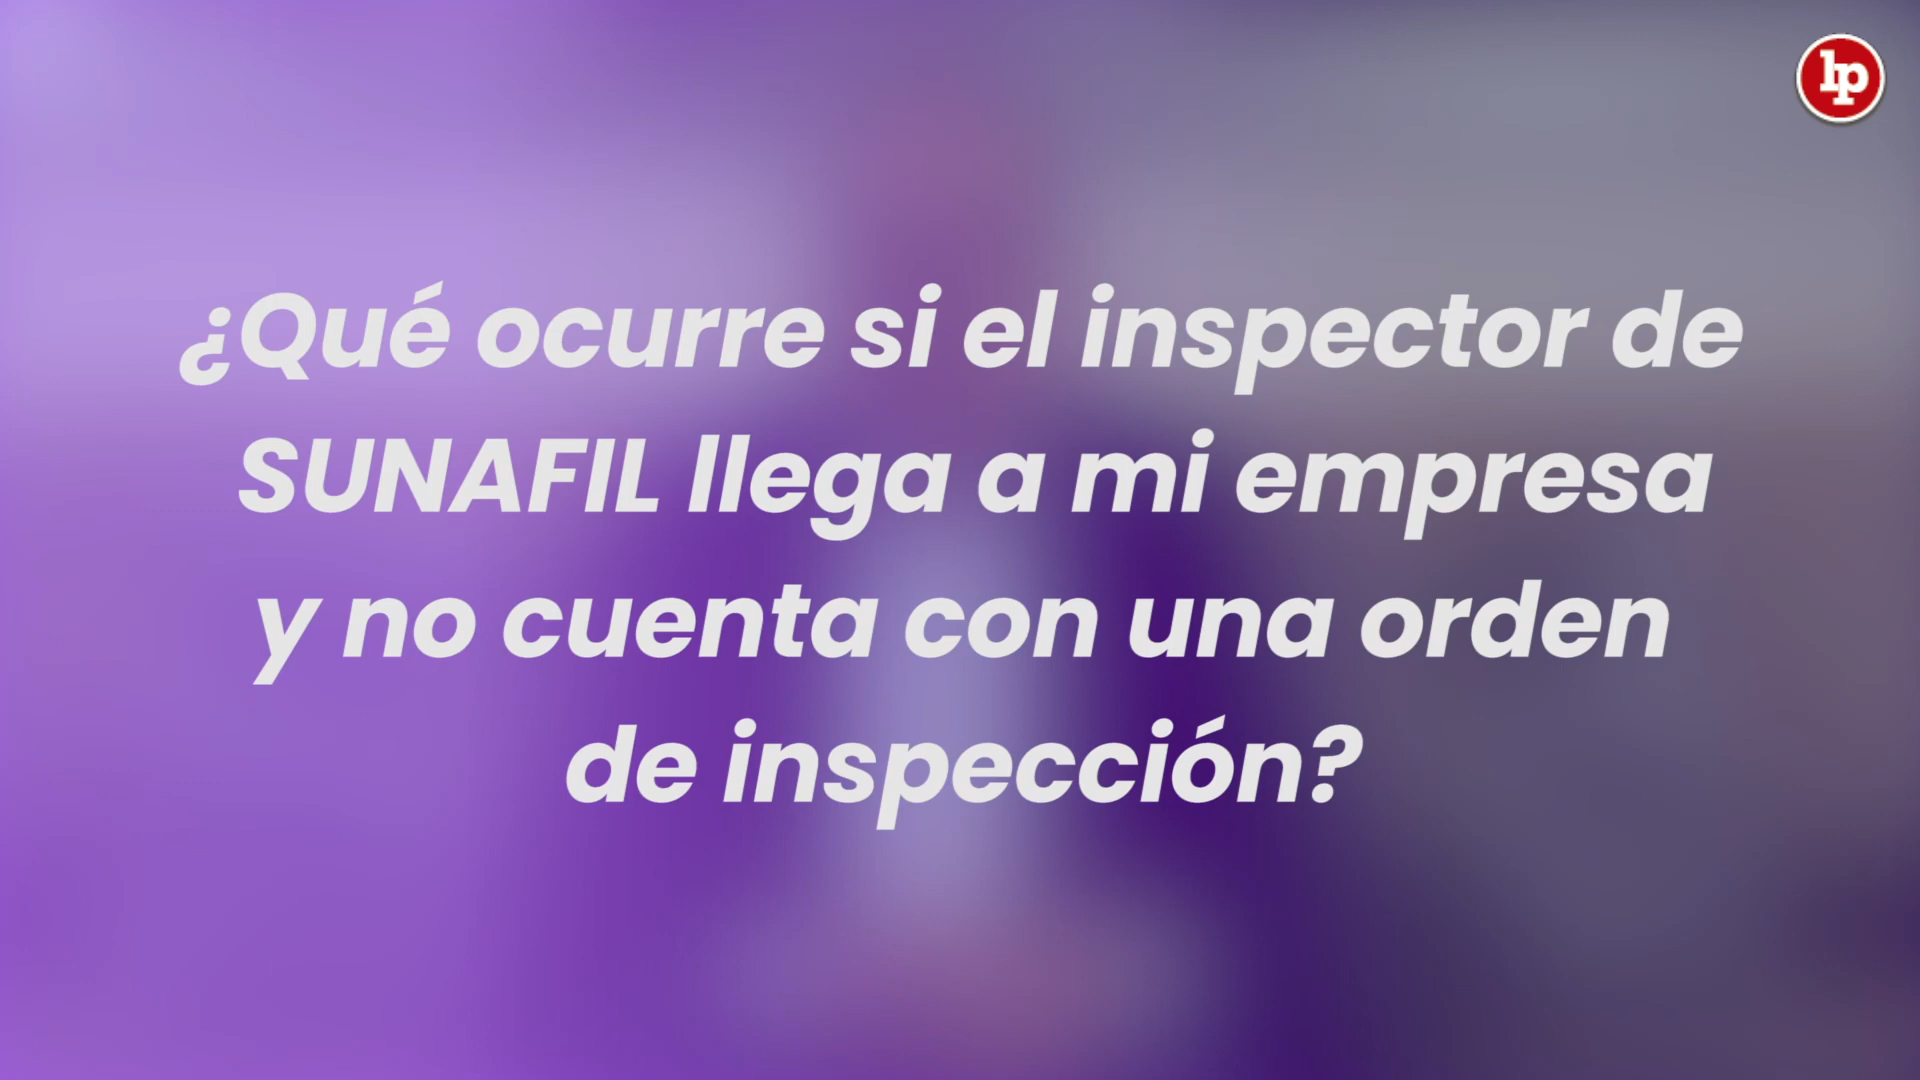 lp
¿Qué ocurre si el inspector de
SUNAFIL llega a mi empresa
y no cuenta con una orden
de inspección?